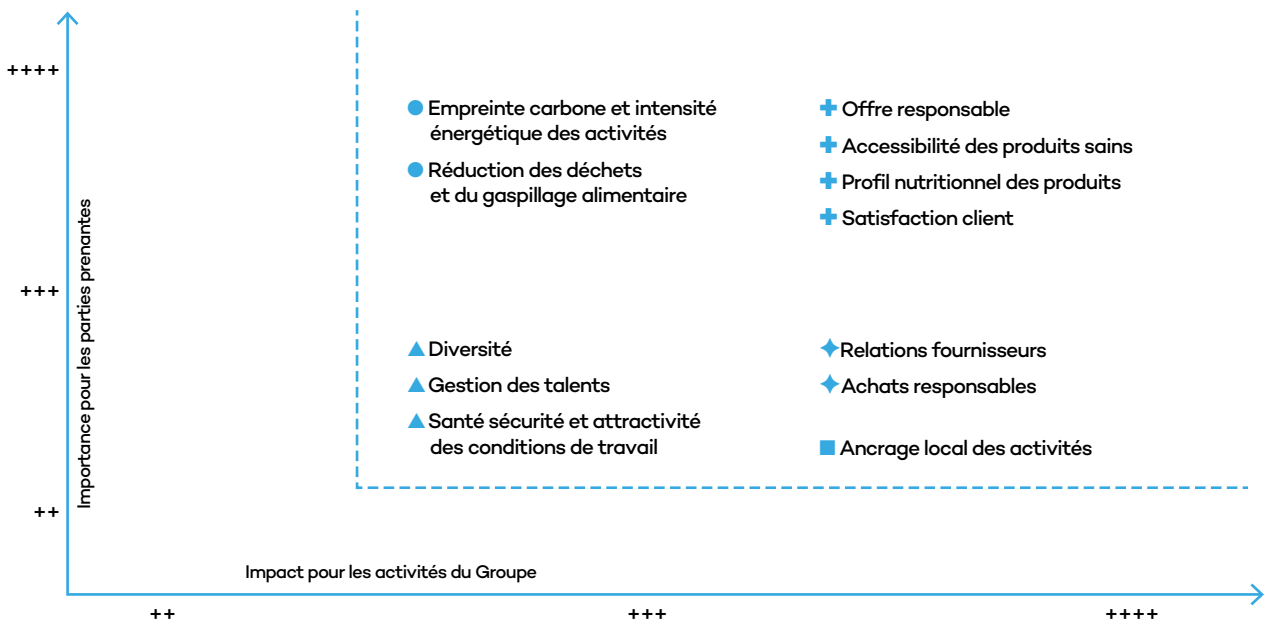 ++++
+++
++
Importance pour les parties prenantes
Empreinte carbone et intensité
énergétique des activités
Réduction des déchets
et du gaspillage alimentaire
Offre responsable
Accessibilité des produits sains
Profil nutritionnel des produits
Satisfaction client
Diversité
Gestion des talents
Santé sécurité et attractivité
des conditions de travail
Relations fournisseurs
Achats responsables
Ancrage local des activités
Impact pour les activités du Groupe
++
+++
++++